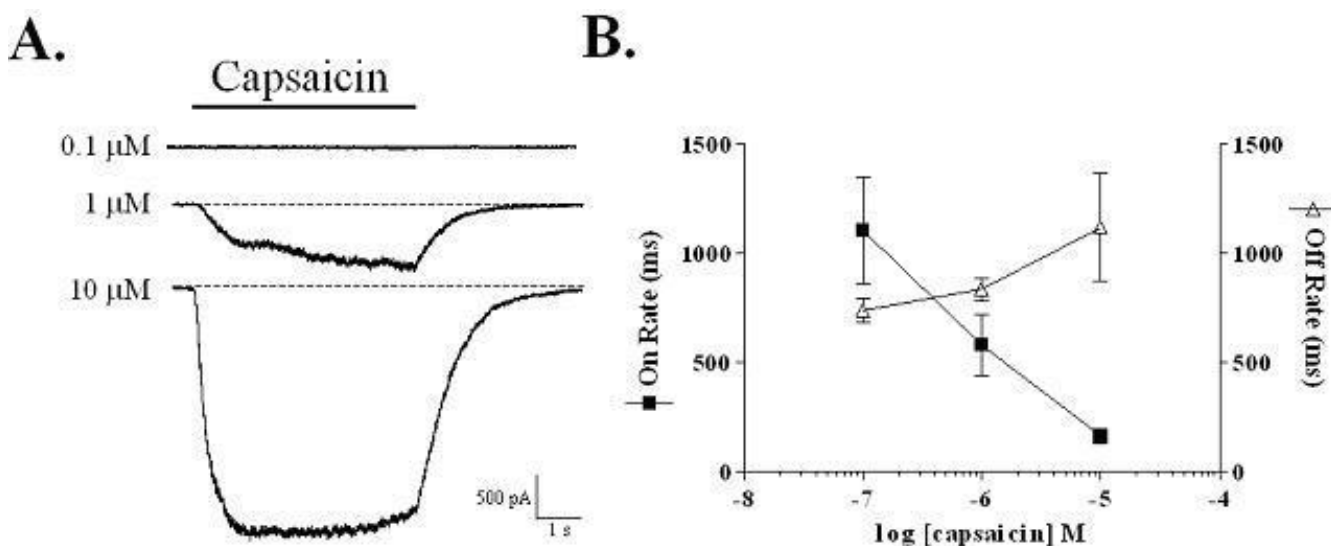 A.
Capsaicin
0.1 μM
1 μM
10 μM
500 pA
1 s
B.
1500
1000
500
0
On Rate (ms)
1500
1000
500
0
Off Rate (ms)
-8 -7 -6 -5 -4
log [capsaicin] M